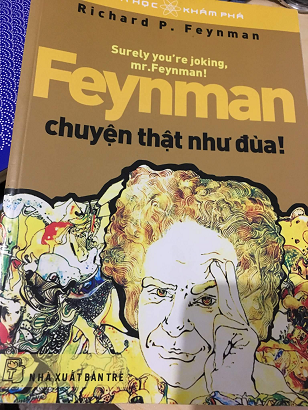 HỌC KHÁM PHÁ
Richard P. Feynman
Surely you're joking,
mr.Feynman!
Feynman
chuyện thật như đùa!
NHÀ XUẤT BẢN TRẺ